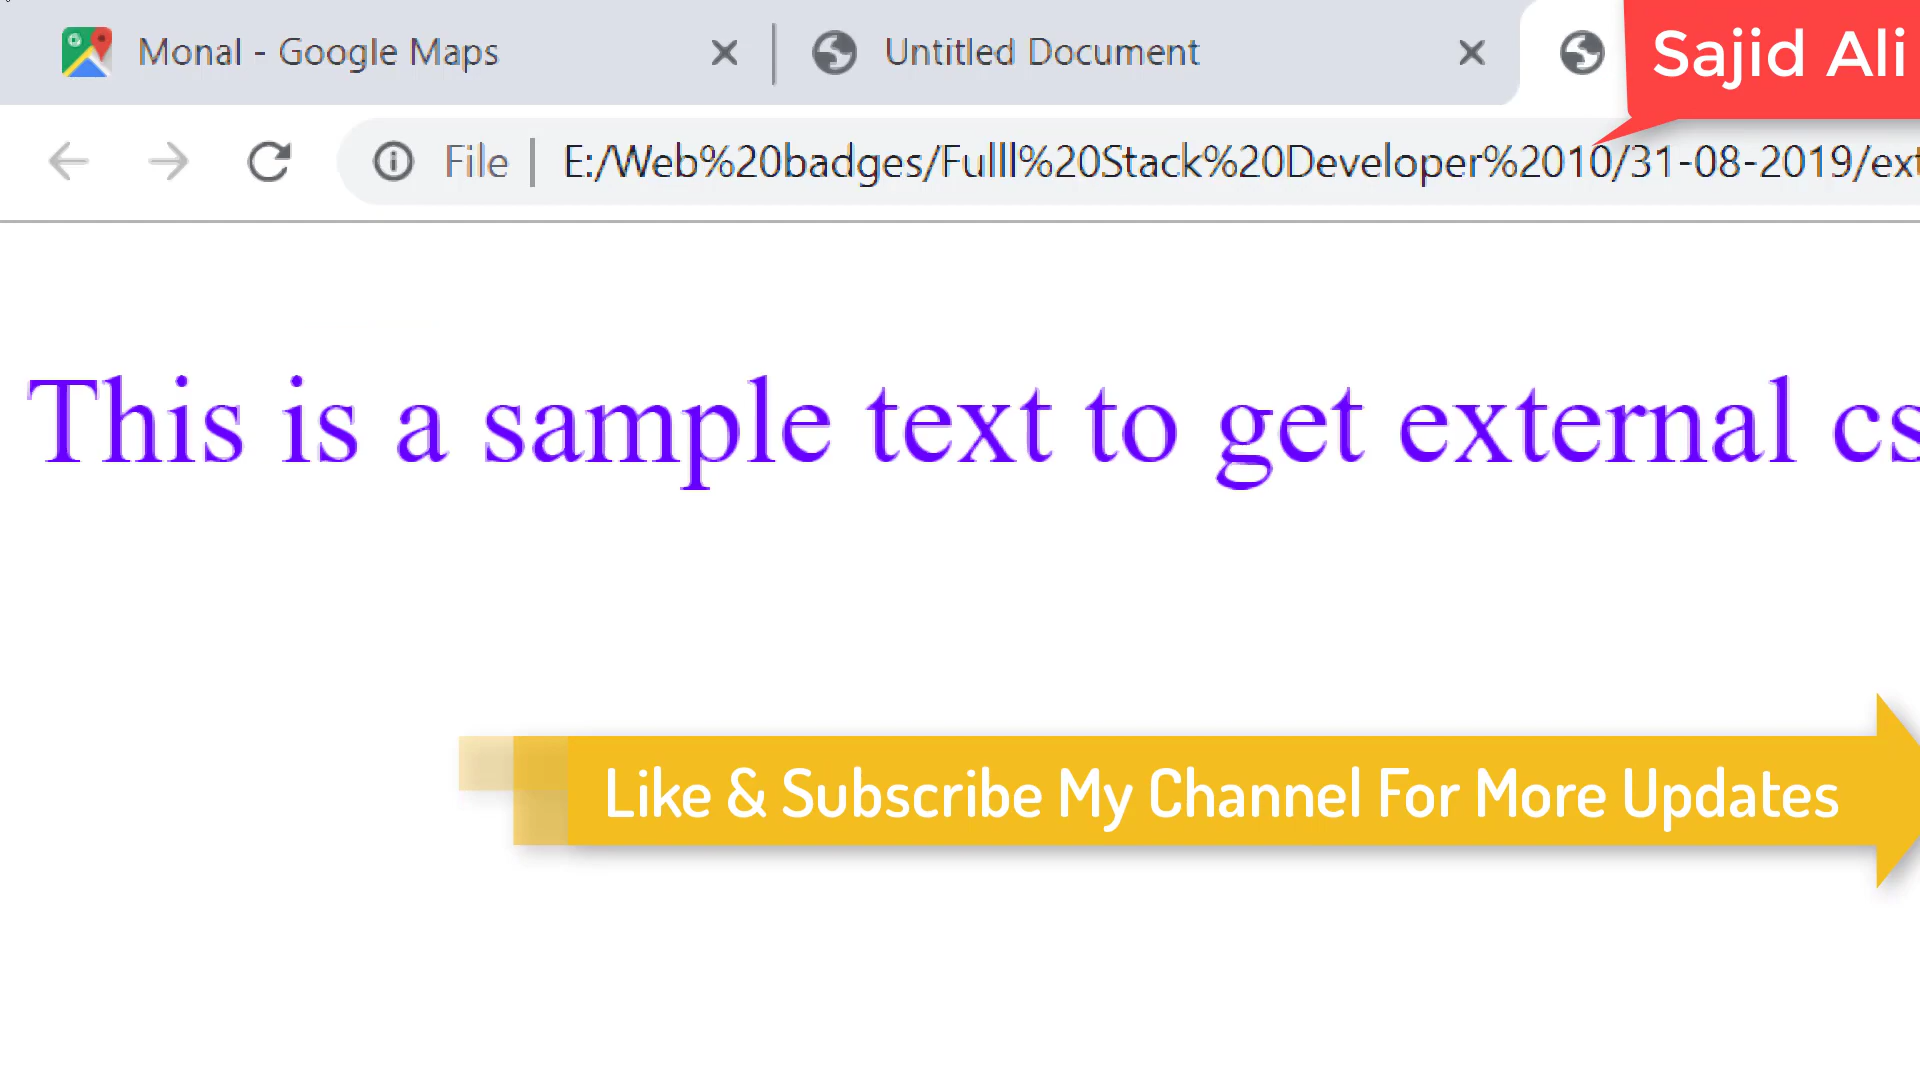 Monal - Google Maps
Untitled Document
Sajid Ali
File
E:/Web%20badges/Fulll%20Stack%20Developer%2010/31-08-2019/ext
This is a sample text to get external cs
Like & Subscribe My Channel For More Updates